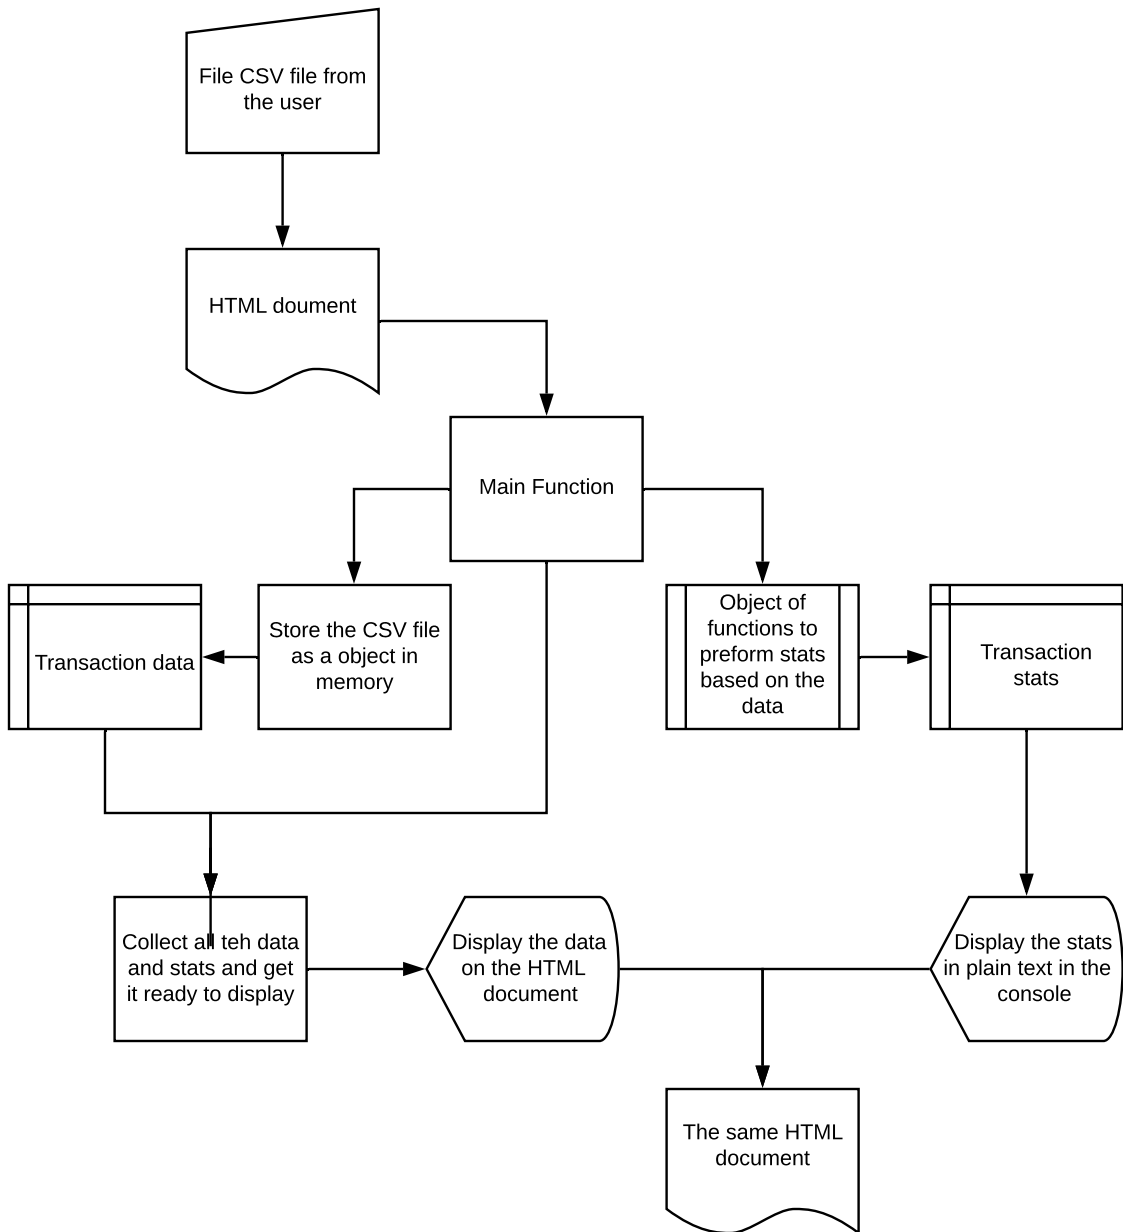 File CSV file from
the user
HTML doument
Main Function
Transaction data
Store the CSV file
as a object in
memory
Object of
functions to
preform stats
based on the
data
Transaction
stats
Collect all teh data
and stats and get
it ready to display
Display the data
on the HTML
document
Display the stats
in plain text in the
console
The same HTML
document